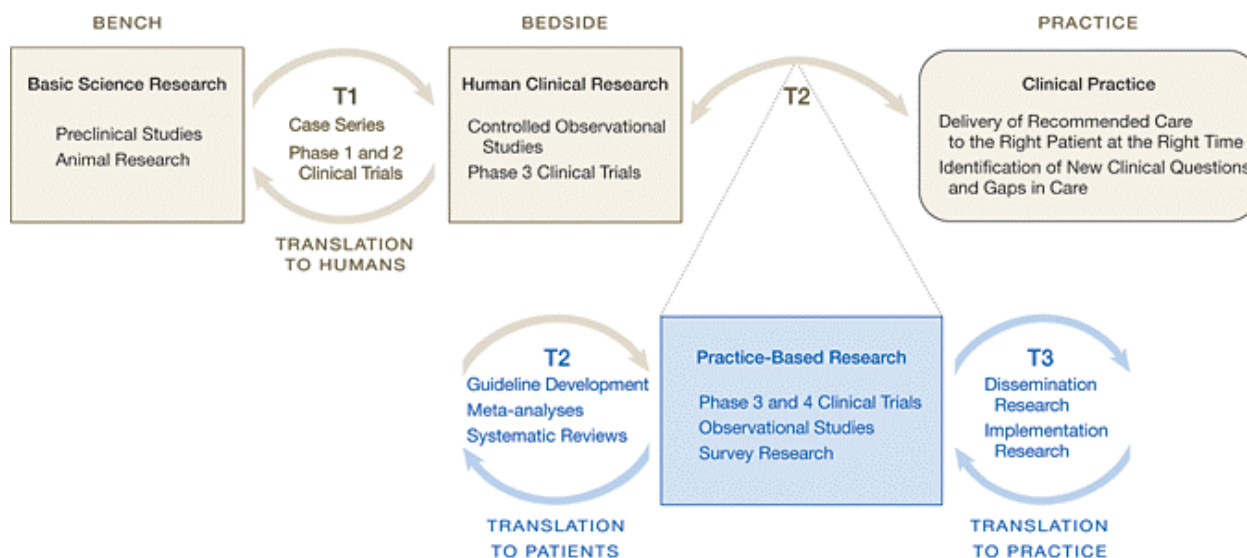 BENCH
BEDSIDE
PRACTICE
Basic Science Research
Preclinical Studies
Animal Research
T1
Case Series
Phase 1 and 2
Clinical Trials
TRANSLATION
TO HUMANS
Human Clinical Research
Controlled Observational
Studies
Phase 3 Clinical Trials
T2
Clinical Practice
Delivery of Recommended Care
to the Right Patient at the Right Time
Identification of New Clinical Questions
and Gaps in Care
T2
Guideline Development
Meta-analyses
Systematic Reviews
TRANSLATION
TO PATIENTS
Practice-Based Research
Phase 3 and 4 Clinical Trials
Observational Studies
Survey Research
T3
Dissemination
Research
Implementation
Research
TRANSLATION
TO PRACTICE